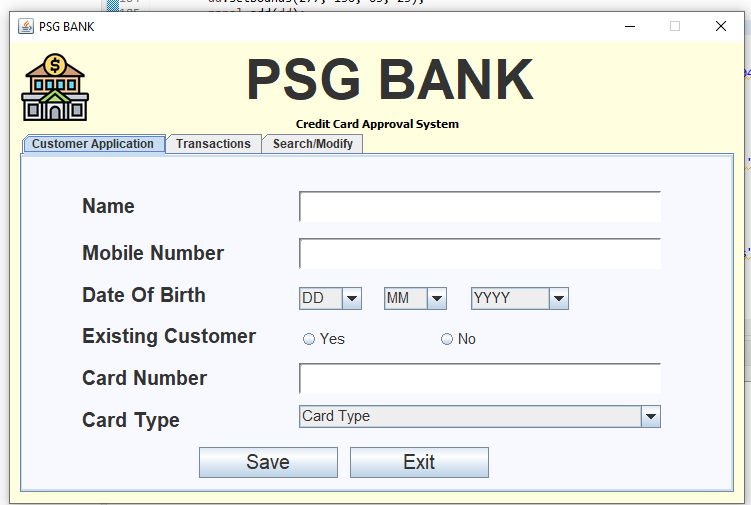 PSG BANK
PSG BANK
Credit Card Approval System
Customer Application Transactions Search/Modify
Name
Mobile Number
Date Of Birth DD MM YYYY
Existing Customer Yes No
Card Number
Card Type Card Type
Save Exit